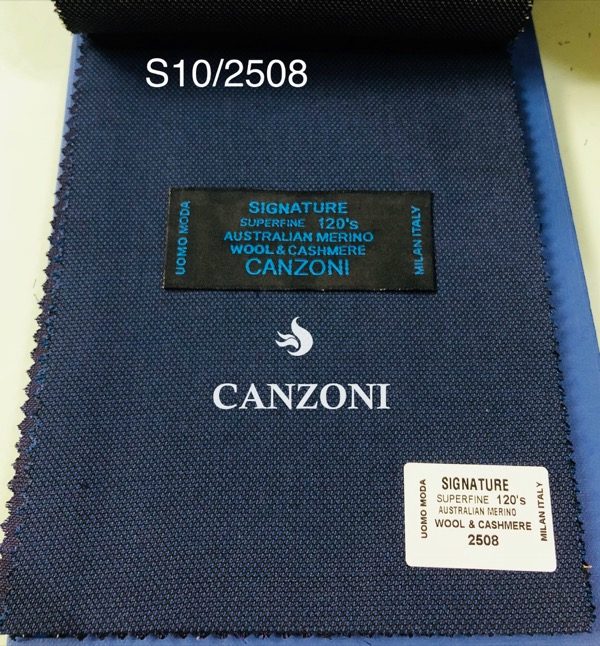 S10/2508
UOMO MODA
SIGNATURE
SUPERFINE 120's
AUSTRALIAN MERINO
WOOL & CASHMERE
CANZONI
MILAN ITALY
CANZONI
UOMO MODA
SIGNATURE
SUPERFINE 120's
AUSTRALIAN MERINO
WOOL & CASHMERE
2508
MILAN ITALY